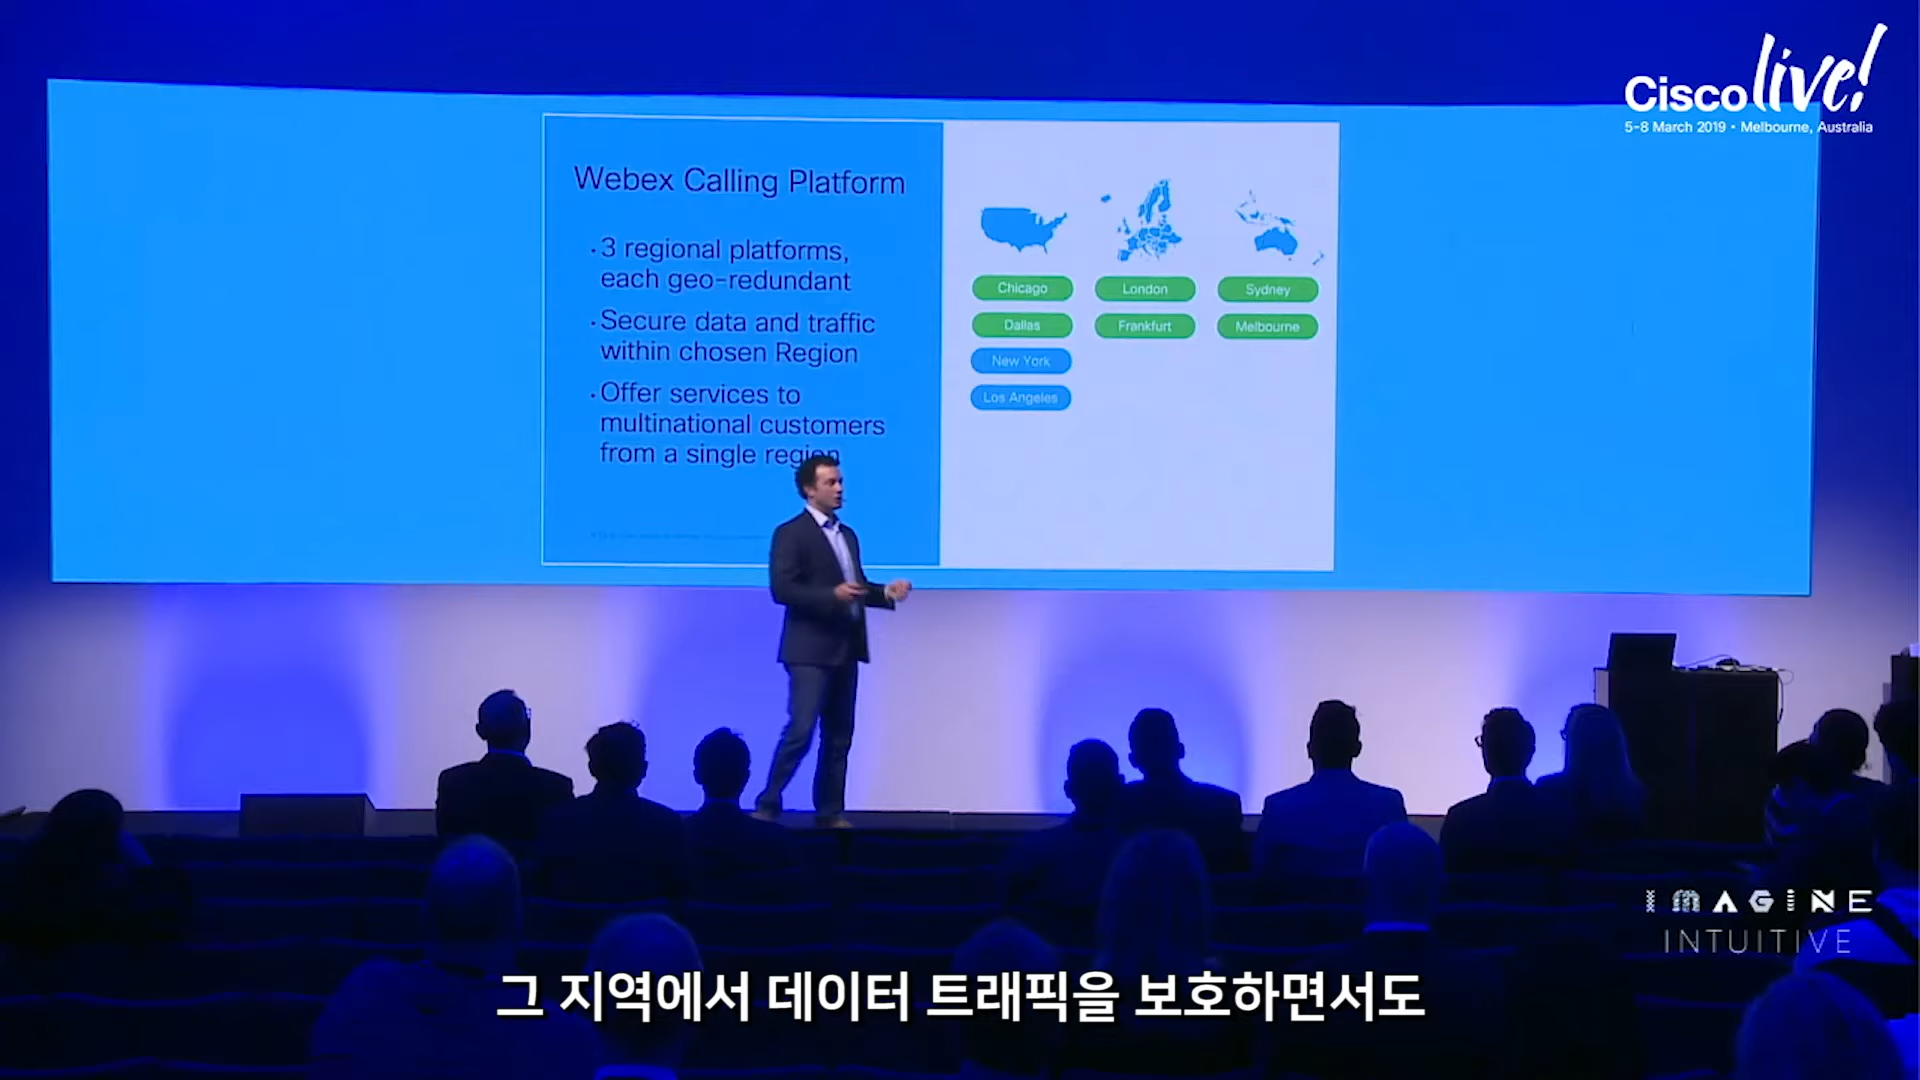 Cisco live!
5-8 March 2019 • Melbourne, Australia
Webex Calling Platform
• 3 regional platforms,
each geo-redundant
• Secure data and traffic
within chosen Region
• Offer services to
multinational customers
from a single region
Chicago
Dallas
New York
Los Angeles
London
Frankfurt
Sydney
Melbourne
IMAGINE
INTUITIVE
그 지역에서 데이터 트래픽을 보호하면서도